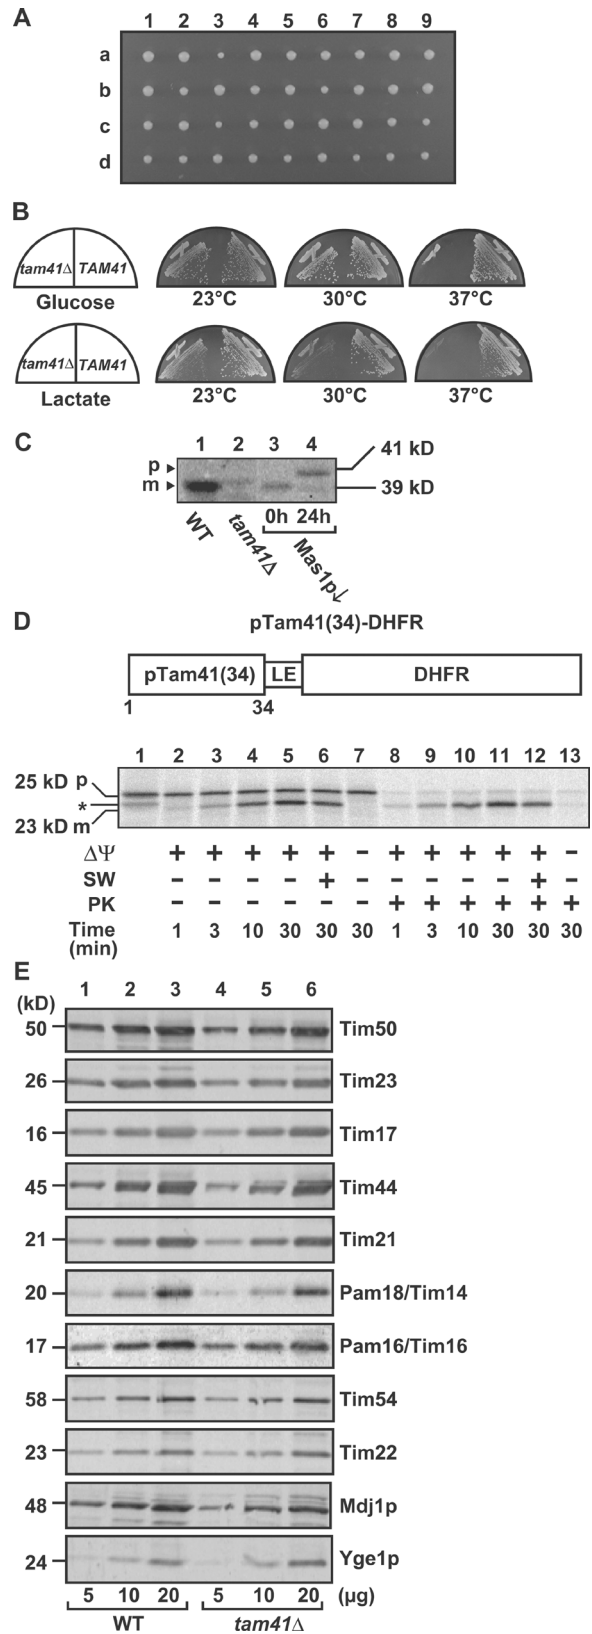 A
1 2 3 4 5 6 7 8 9
a
b
c
d
B
tam41Δ TAM41
Glucose
23°C 30°C 37°C
tam41Δ TAM41
Lactate
23°C 30°C 37°C
C
1 2 3 4
p
m
41 kD
39 kD
0h 24h
WT
tam41Δ
Mas1p↓
D
pTam41(34)-DHFR
pTam41(34) LE DHFR
1 34
1 2 3 4 5 6 7 8 9 10 11 12 13
25 kD p
*
23 kD m
ΔΨ + + + + + − + + + + + −
SW − − − − + − − − − − + −
PK − − − − − − + + + + + +
Time 1 3 10 30 30 30 1 3 10 30 30 30
(min)
E
1 2 3 4 5 6
(kD)
50 Tim50
26 Tim23
16 Tim17
45 Tim44
21 Tim21
20 Pam18/Tim14
17 Pam16/Tim16
58 Tim54
23 Tim22
48 Mdj1p
24 Yge1p
5 10 20 5 10 20 (μg)
WT tam41Δ